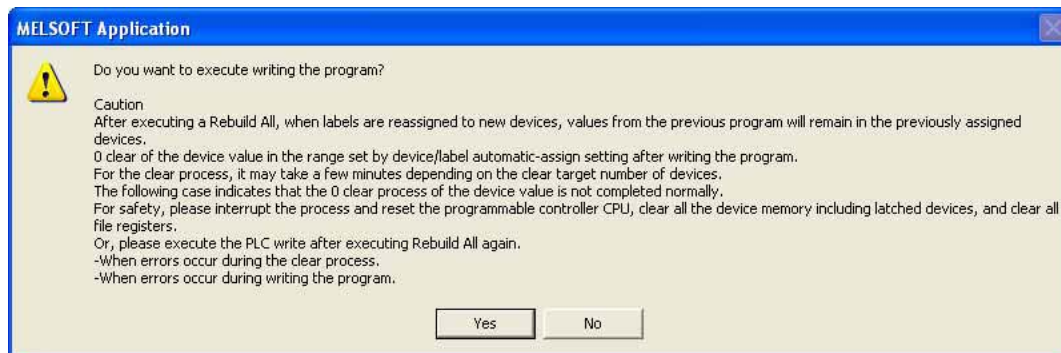 MELSOFT Application
Do you want to execute writing the program?
Caution
After executing a Rebuild All, when labels are reassigned to new devices, values from the previous program will remain in the previously assigned
devices.
0 clear of the device value in the range set by device/label automatic-assign setting after writing the program.
For the clear process, it may take a few minutes depending on the clear target number of devices.
The following case indicates that the 0 clear process of the device value is not completed normally.
For safety, please interrupt the process and reset the programmable controller CPU, clear all the device memory including latched devices, and clear all
file registers.
Or, please execute the PLC write after executing Rebuild All again.
-When errors occur during the clear process.
-When errors occur during writing the program.
Yes
No